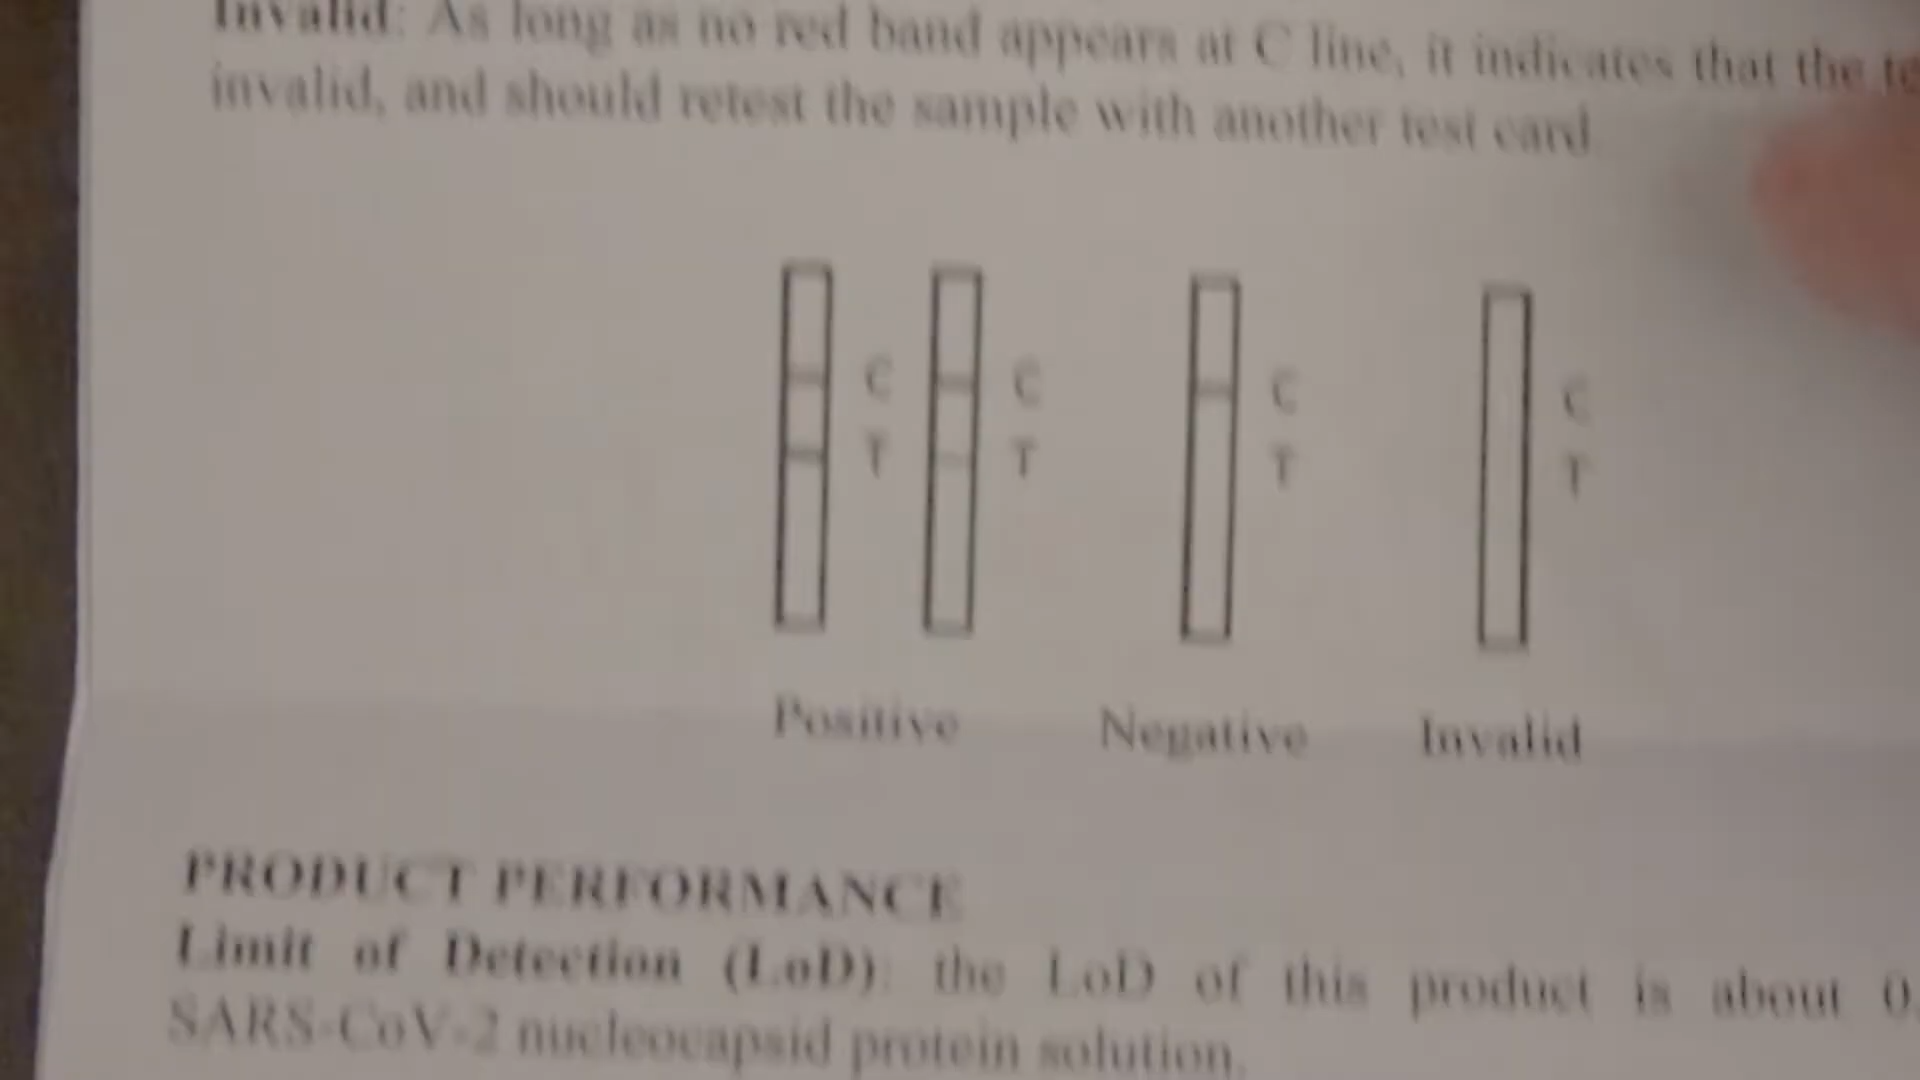 Invalid: As long as no red band appears at C line, it indicates that the
invalid, and should retest the sample with another test card
C C C C
T T T T
Positive Negative Invalid
PRODUCT PERFORMANCE
Limit of Detection (LoD): the LoD of this product is about 0.
SARS-CoV-2 nucleocapsid protein solution.